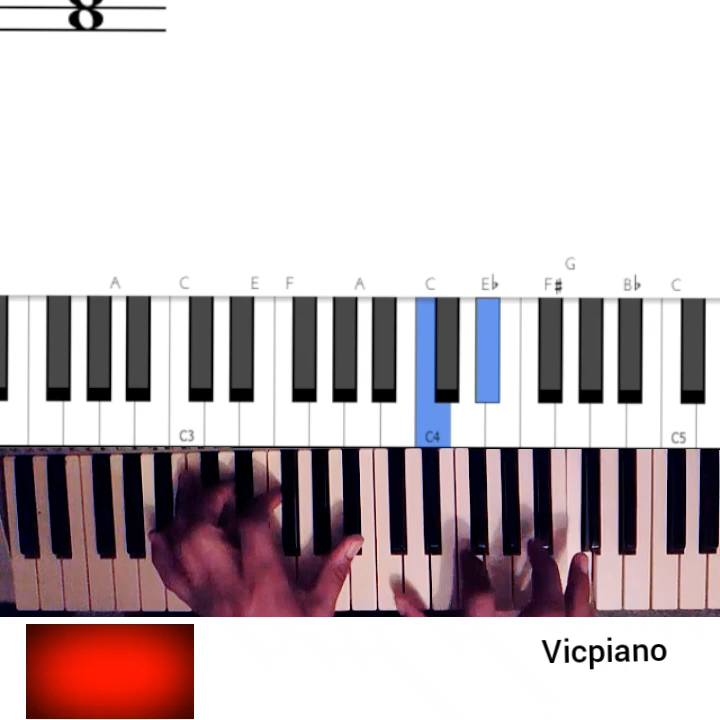 8
G
A C E F A C E♭ F♯ B♭ C
C3 C4 C5
Vicpiano